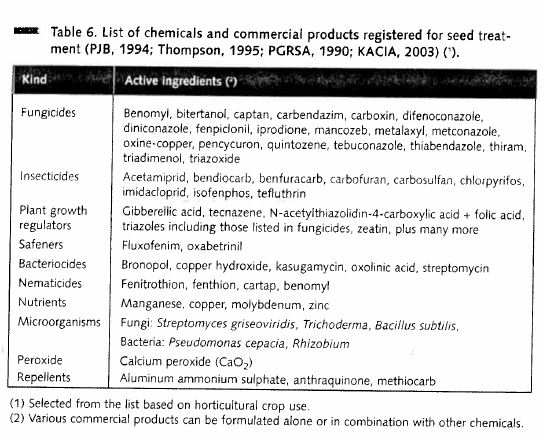 Table 6. List of chemicals and commercial products registered for seed treat-
ment (PJB, 1994; Thompson, 1995; PGRSA, 1990; KACIA, 2003) (¹).
Kind Active ingredients (²)
Fungicides Benomyl, bitertanol, captan, carbendazim, carboxin, difenoconazole,
diniconazole, fenpiclonil, iprodione, mancozeb, metalaxyl, metconazole,
oxine-copper, pencycuron, quintozene, tebuconazole, thiabendazole, thiram,
triadimenol, triazoxide
Insecticides Acetamiprid, bendiocarb, benfuracarb, carbofuran, carbosulfan, chlorpyrifos,
imidacloprid, isofenphos, tefluthrin
Plant growth Gibberellic acid, tecnazene, N-acetylthiazolidin-4-carboxylic acid + folic acid,
regulators triazoles including those listed in fungicides, zeatin, plus many more
Safeners Fluxofenim, oxabetrinil
Bacteriocides Bronopol, copper hydroxide, kasugamycin, oxolinic acid, streptomycin
Nematicides Fenitrothion, fenthion, cartap, benomyl
Nutrients Manganese, copper, molybdenum, zinc
Microorganisms Fungi: Streptomyces griseoviridis, Trichoderma, Bacillus subtilis,
Bacteria: Pseudomonas cepacia, Rhizobium
Peroxide Calcium peroxide (CaO₂)
Repellents Aluminum ammonium sulphate, anthraquinone, methiocarb
(1) Selected from the list based on horticultural crop use.
(2) Various commercial products can be formulated alone or in combination with other chemicals.